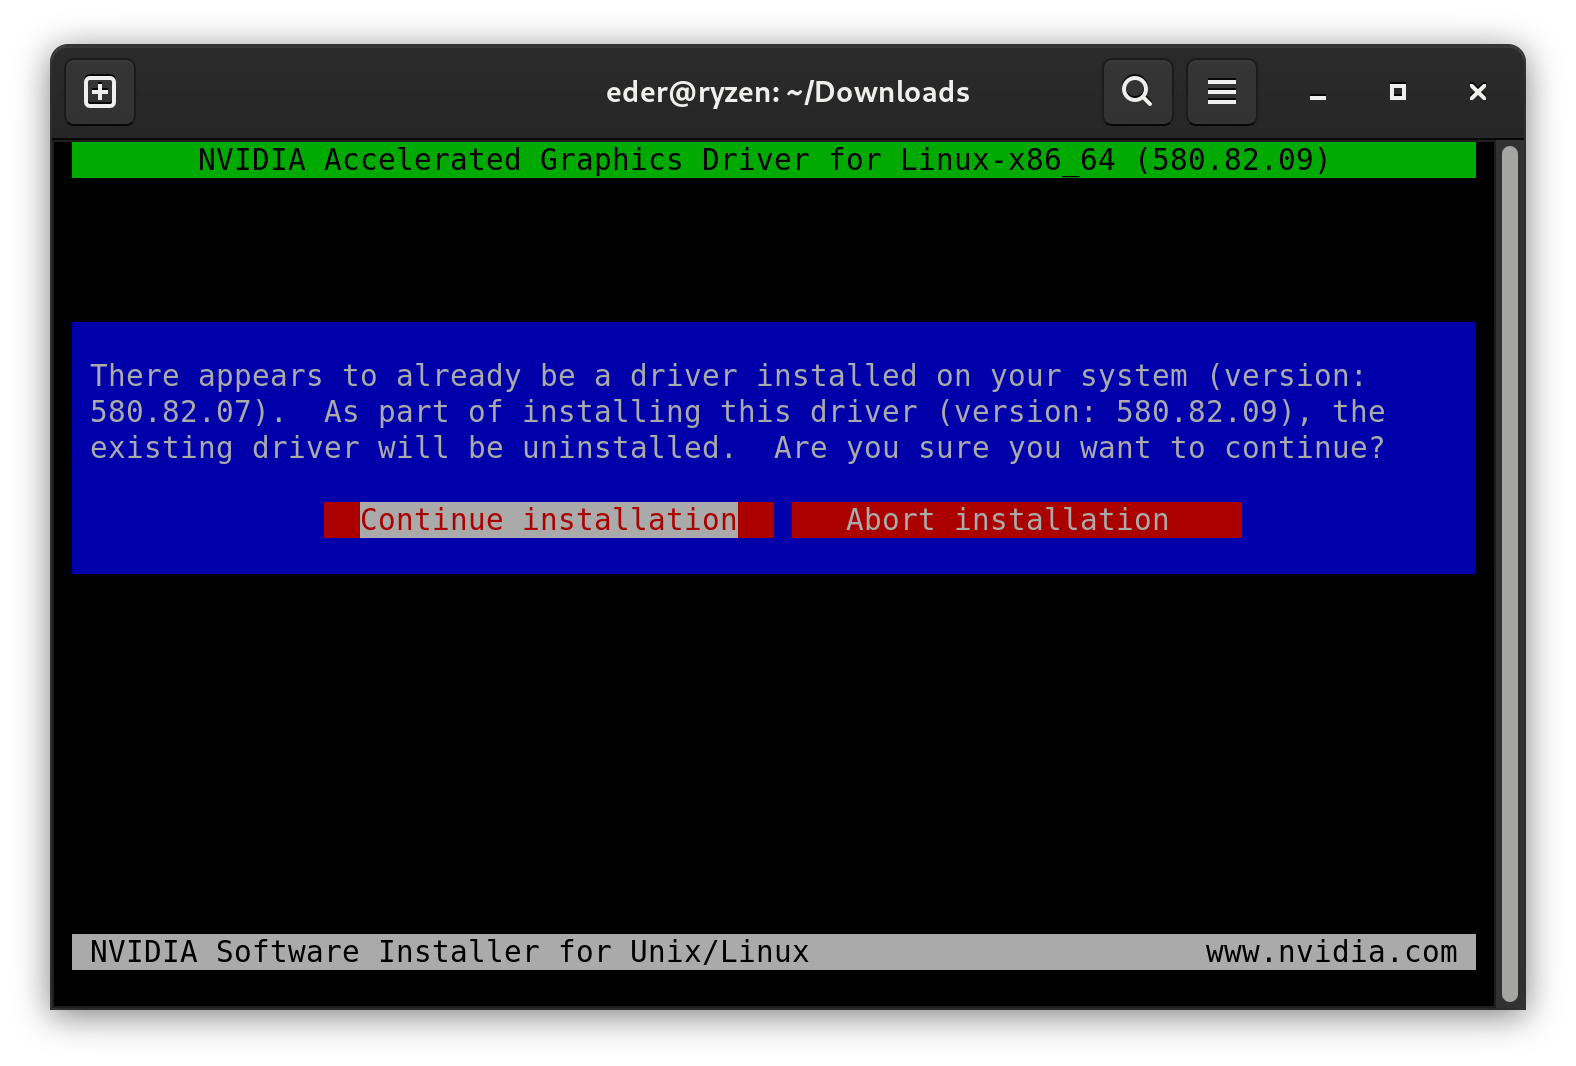 eder@ryzen: ~/Downloads
NVIDIA Accelerated Graphics Driver for Linux-x86_64 (580.82.09)
There appears to already be a driver installed on your system (version:
580.82.07).  As part of installing this driver (version: 580.82.09), the
existing driver will be uninstalled.  Are you sure you want to continue?
Continue installation
Abort installation
NVIDIA Software Installer for Unix/Linux
www.nvidia.com